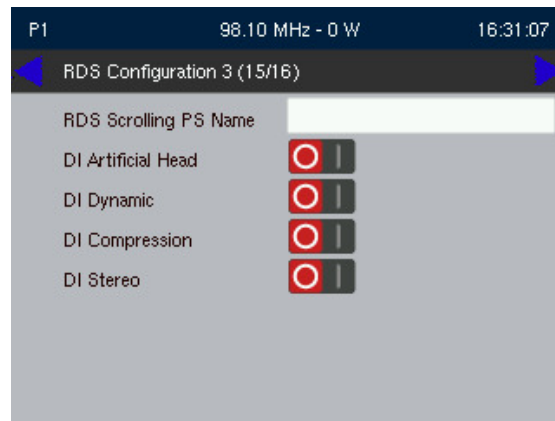 P1 98.10 MHz - 0 W 16:31:07
RDS Configuration 3 (15/16)
RDS Scrolling PS Name
DI Artificial Head
DI Dynamic
DI Compression
DI Stereo